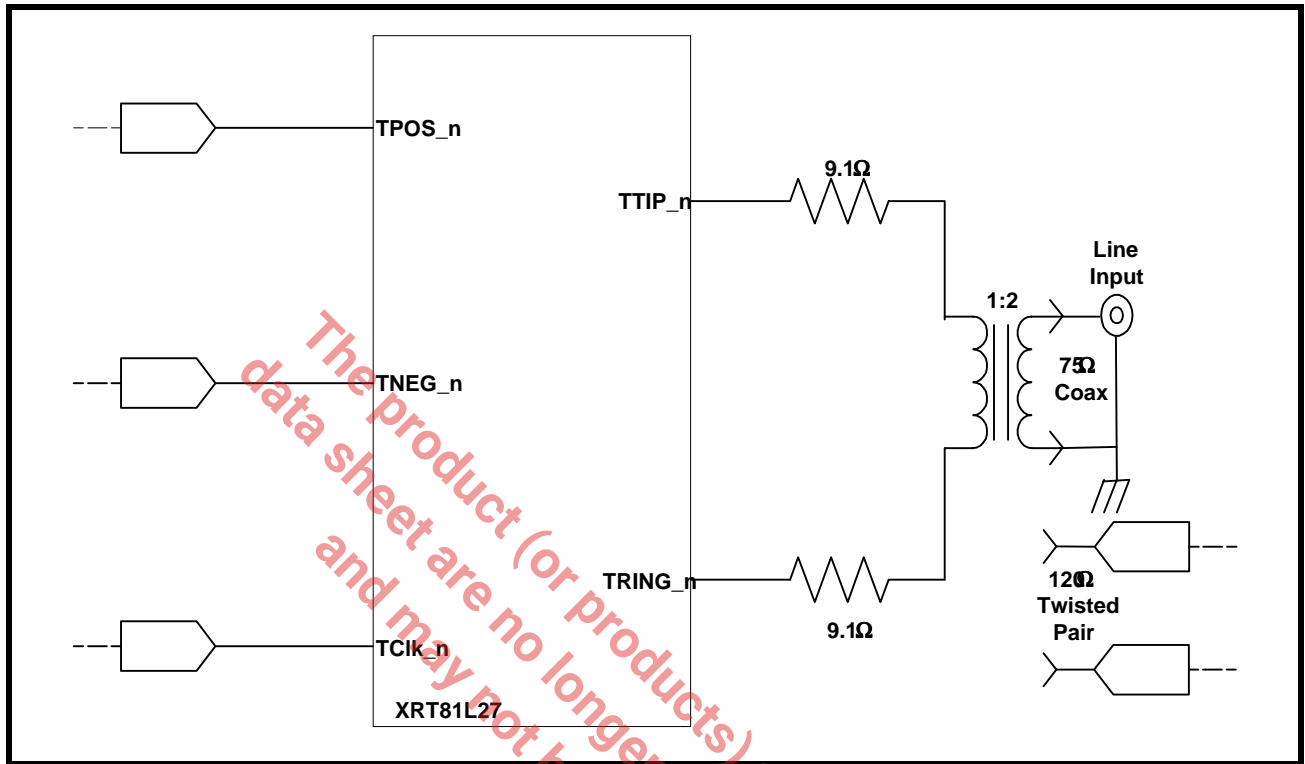 TPOS_n
TTIP_n
9.1Ω
Line
Input
1:2
75Ω
Coax
TNEG_n
TRING_n
9.1Ω
120Ω
Twisted
Pair
TClk_n
XRT81L27
The product (or products)
data sheet are no longer
and may not b